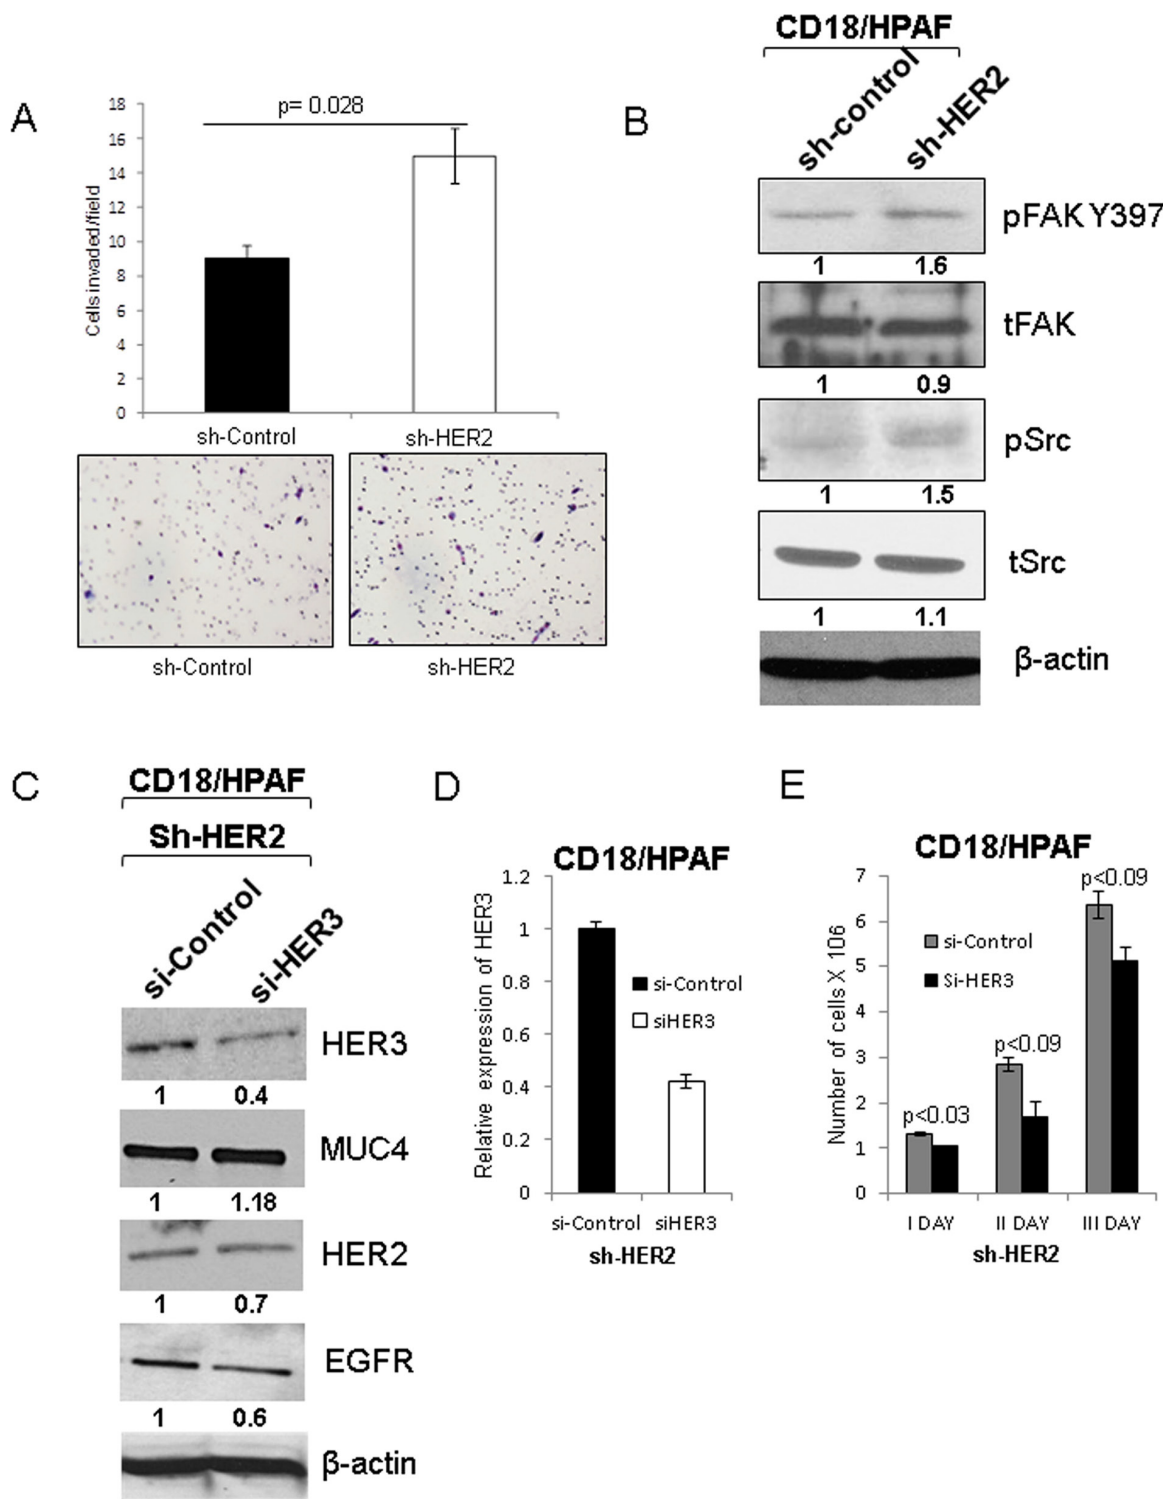 A
p= 0.028
Cells invaded/field
18
16
14
12
10
8
6
4
2
0
sh-Control
sh-HER2
sh-Control
sh-HER2
B
CD18/HPAF
sh-control
sh-HER2
pFAK Y397
1
1.6
tFAK
1
0.9
pSrc
1
1.5
tSrc
1
1.1
β-actin
C
CD18/HPAF
Sh-HER2
si-Control
si-HER3
HER3
1
0.4
MUC4
1
1.18
HER2
1
0.7
EGFR
1
0.6
β-actin
D
CD18/HPAF
Relative expression of HER3
1.2
1
0.8
0.6
0.4
0.2
0
si-Control
siHER3
si-Control
siHER3
sh-HER2
E
CD18/HPAF
Number of cells X 106
7
6
5
4
3
2
1
0
si-Control
Si-HER3
p<0.03
p<0.09
p<0.09
I DAY
II DAY
III DAY
sh-HER2